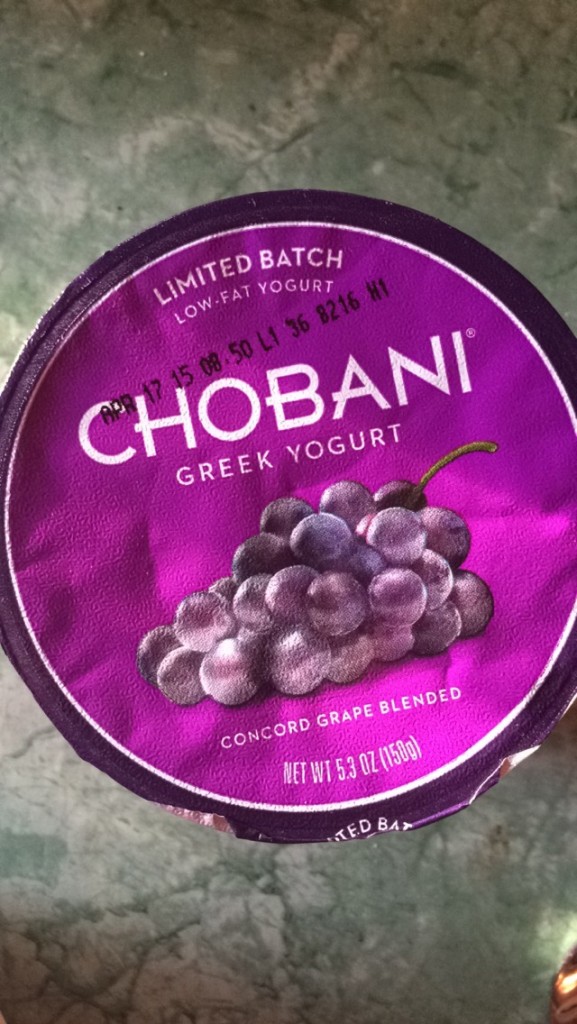 LIMITED BATCH
LOW-FAT YOGURT
APR 17 15 08:50 L1 36 8216 H1
CHOBANI®
GREEK YOGURT
CONCORD GRAPE BLENDED
NET WT 5.3 OZ (150g)